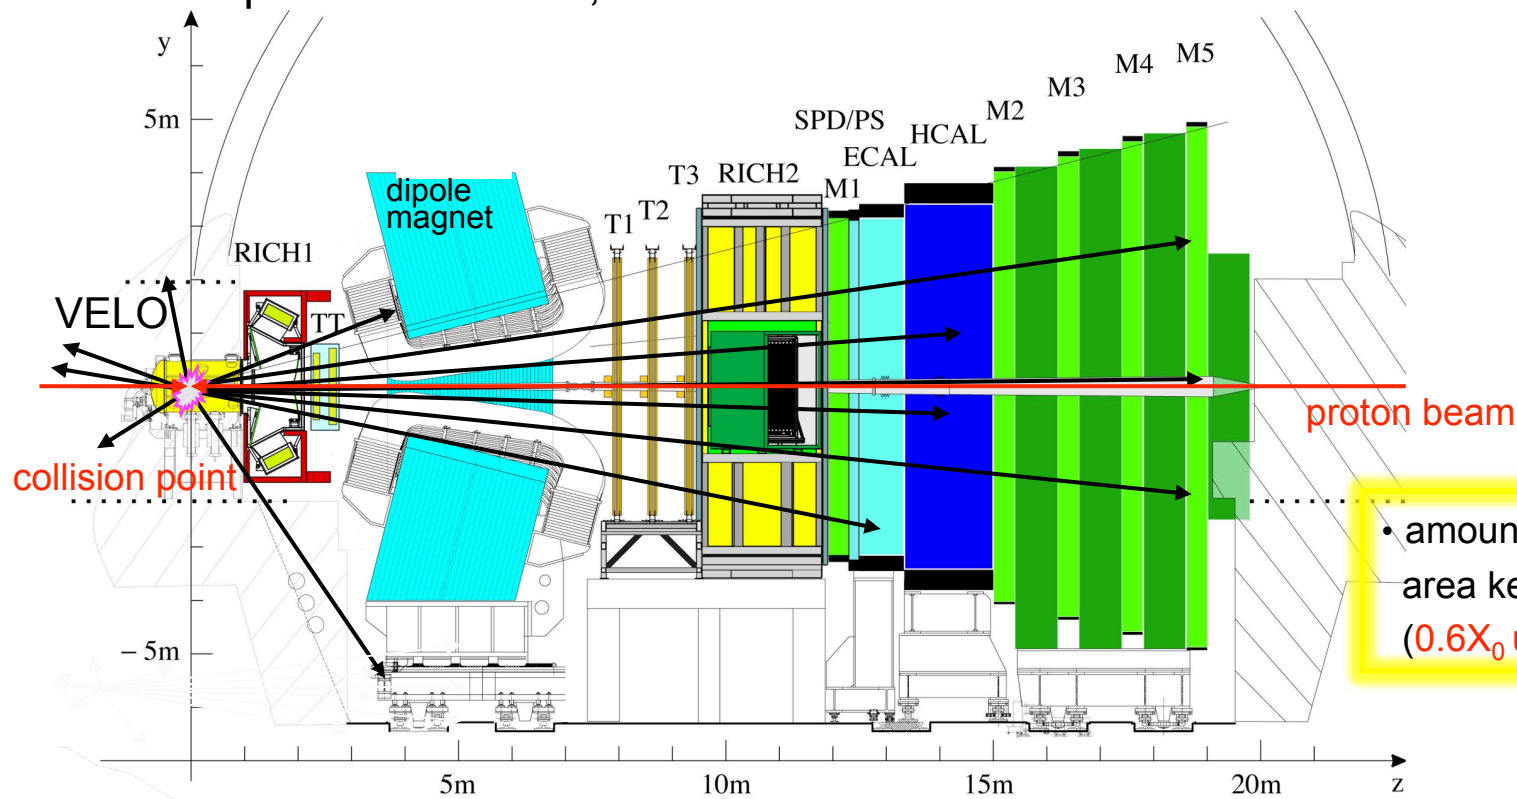 y
5m
M5
M4
M3
M2
SPD/PS
HCAL
ECAL
RICH2
M1
T3
T2
T1
dipole
magnet
RICH1
VELO
TT
proton beam
collision point
• amoun
area ke
(0.6X₀ u
– 5m
5m
10m
15m
20m
z